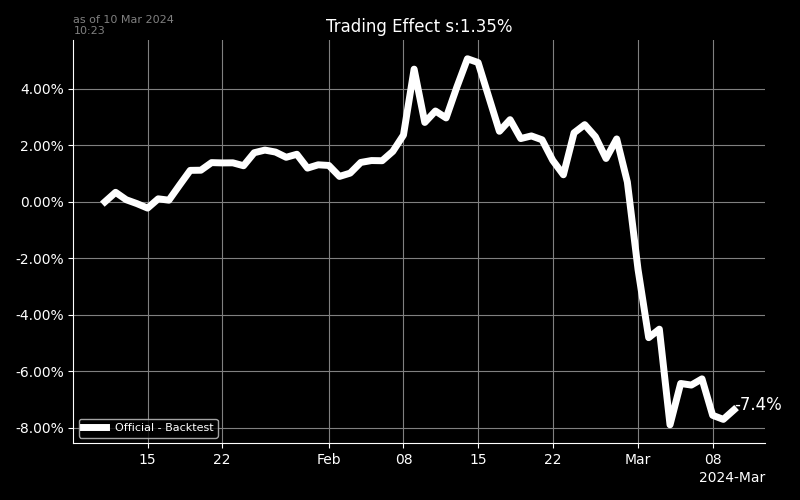 as of 10 Mar 2024
10:23
Trading Effect s:1.35%
4.00%
2.00%
0.00%
-2.00%
-4.00%
-6.00%
-8.00%
-7.4%
Official - Backtest
15
22
Feb
08
15
22
Mar
08
2024-Mar